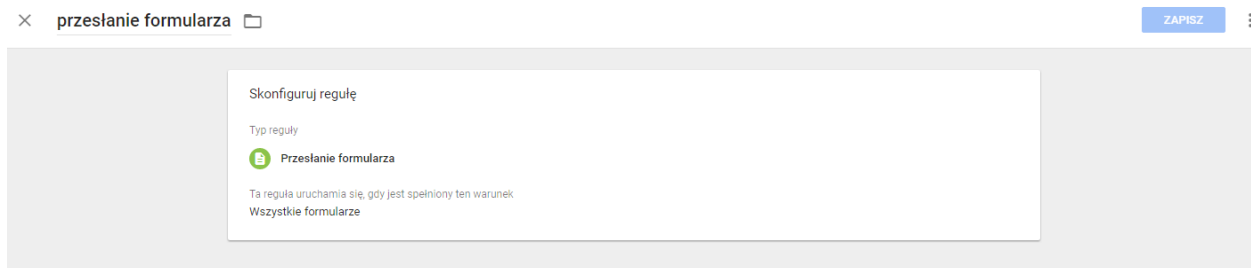 przesłanie formularza
ZAPISZ
Skonfiguruj regułę
Typ reguły
Przesłanie formularza
Ta reguła uruchamia się, gdy jest spełniony ten warunek
Wszystkie formularze